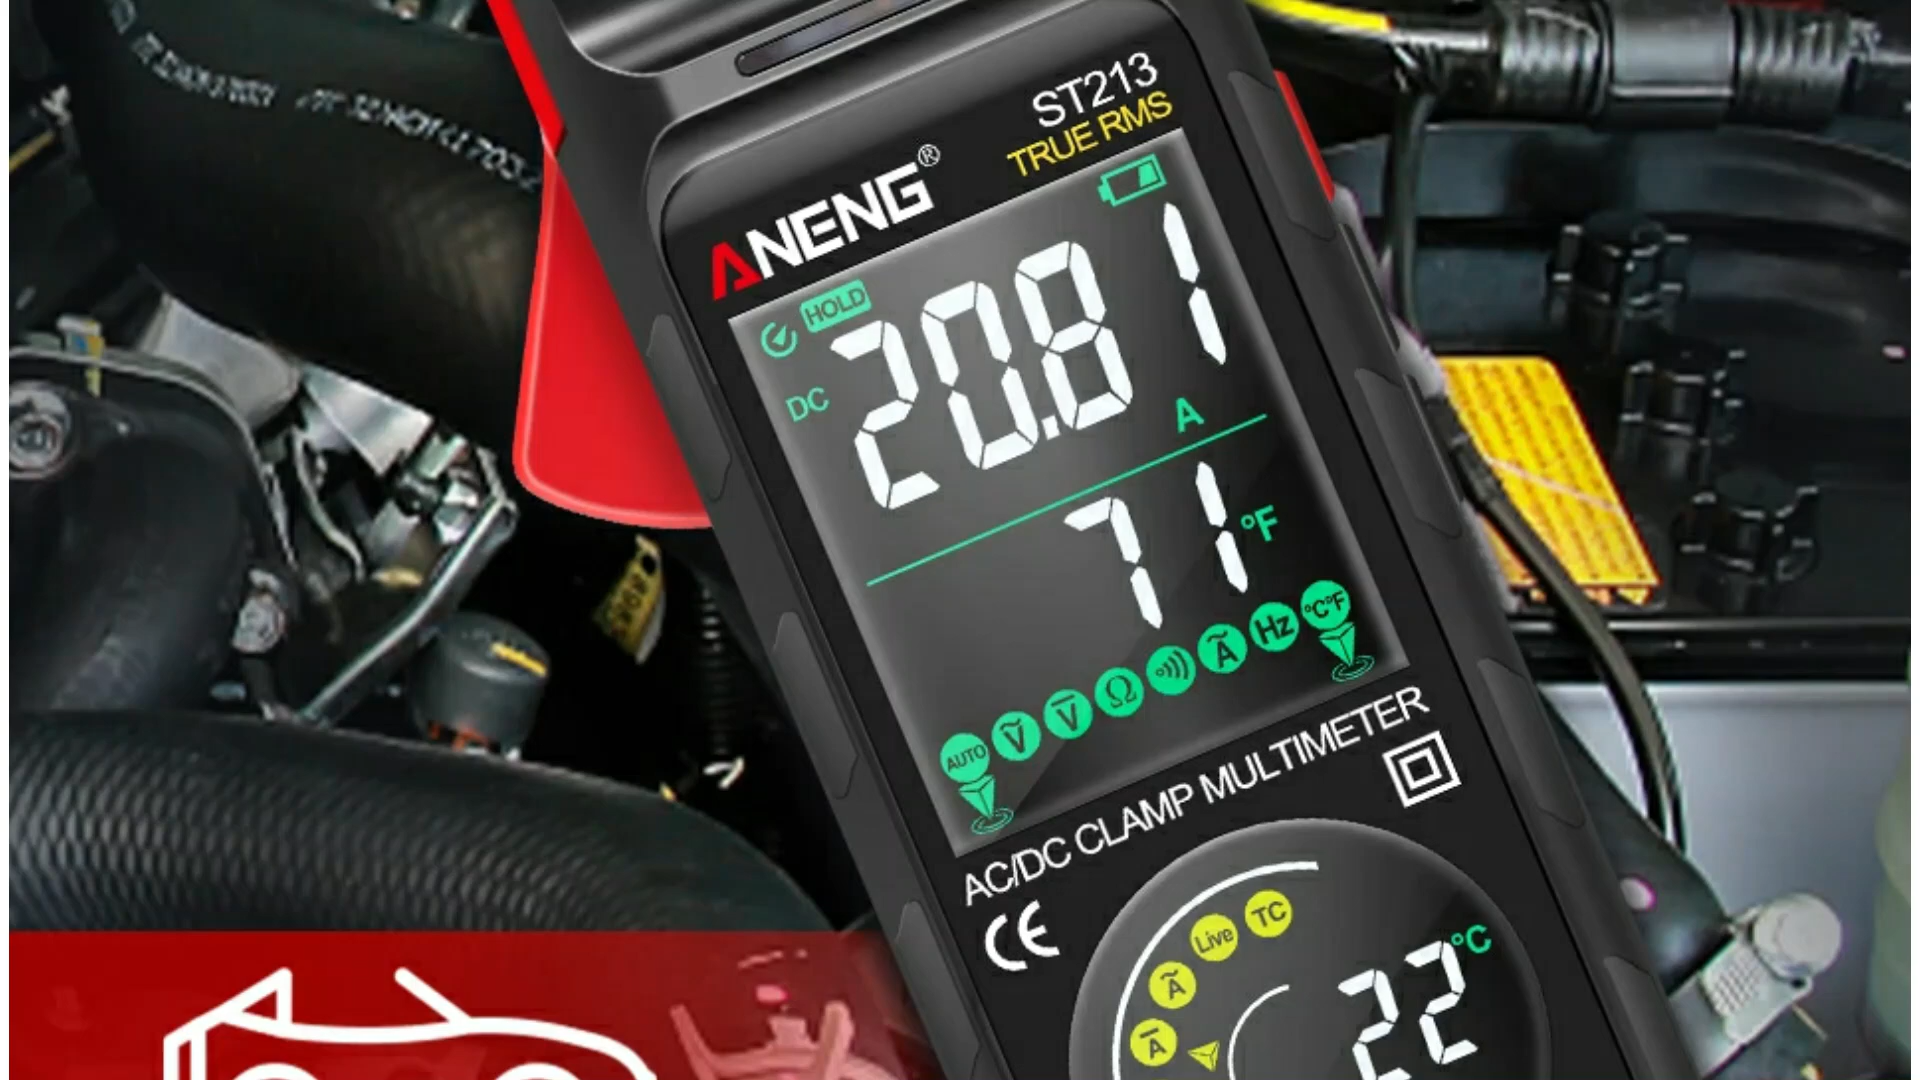 ST213
TRUE RMS
ANENG®
HOLD
DC
20.81
A
71 °F
AUTO Ṽ V̅ Ω Ã Hz °C°F
AC/DC CLAMP MULTIMETER
CE
TC
Live
Ã
A̅
22 °C